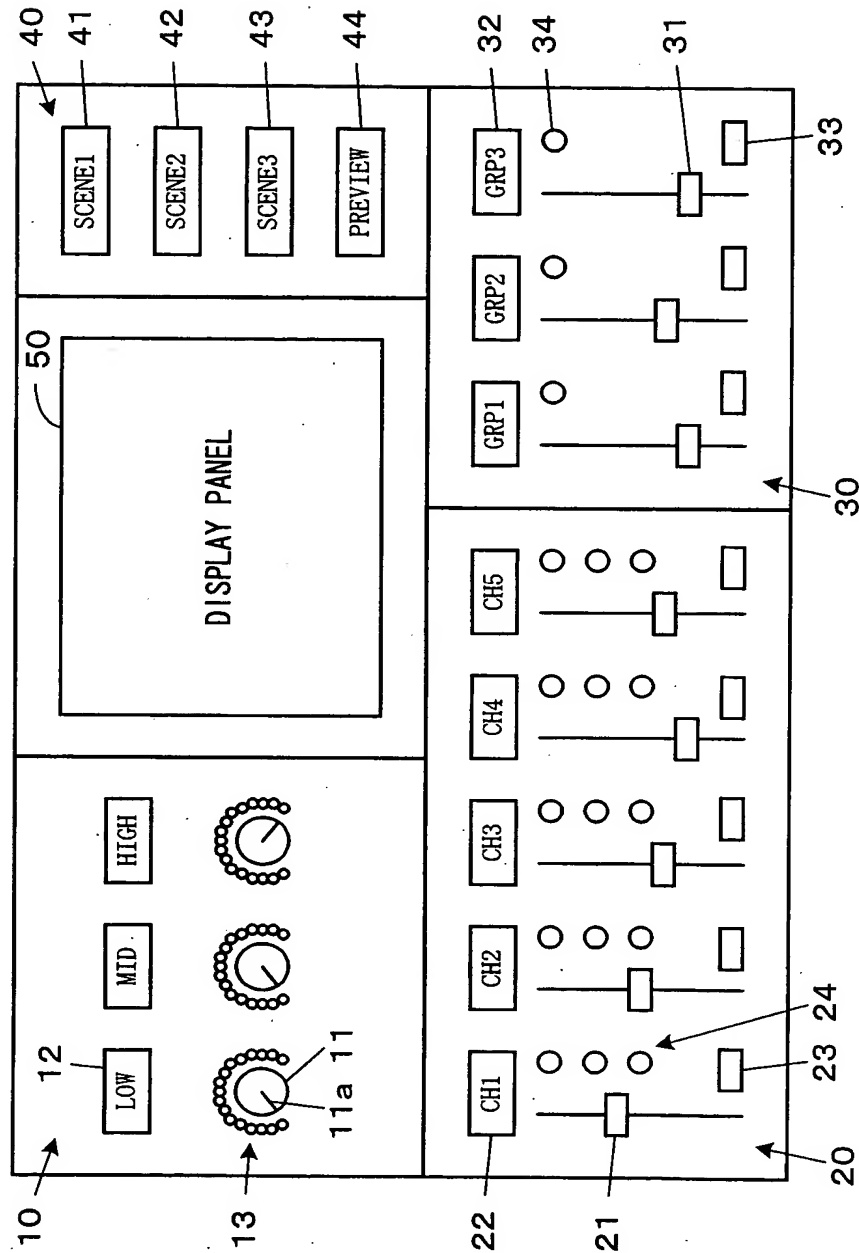 10
12
LOW
MID
HIGH
13
11
11a
50
DISPLAY PANEL
40
SCENE1
41
SCENE2
42
SCENE3
43
PREVIEW
44
22
CH1
CH2
CH3
CH4
CH5
21
24
23
20
GRP1
GRP2
GRP3
32
34
31
33
30